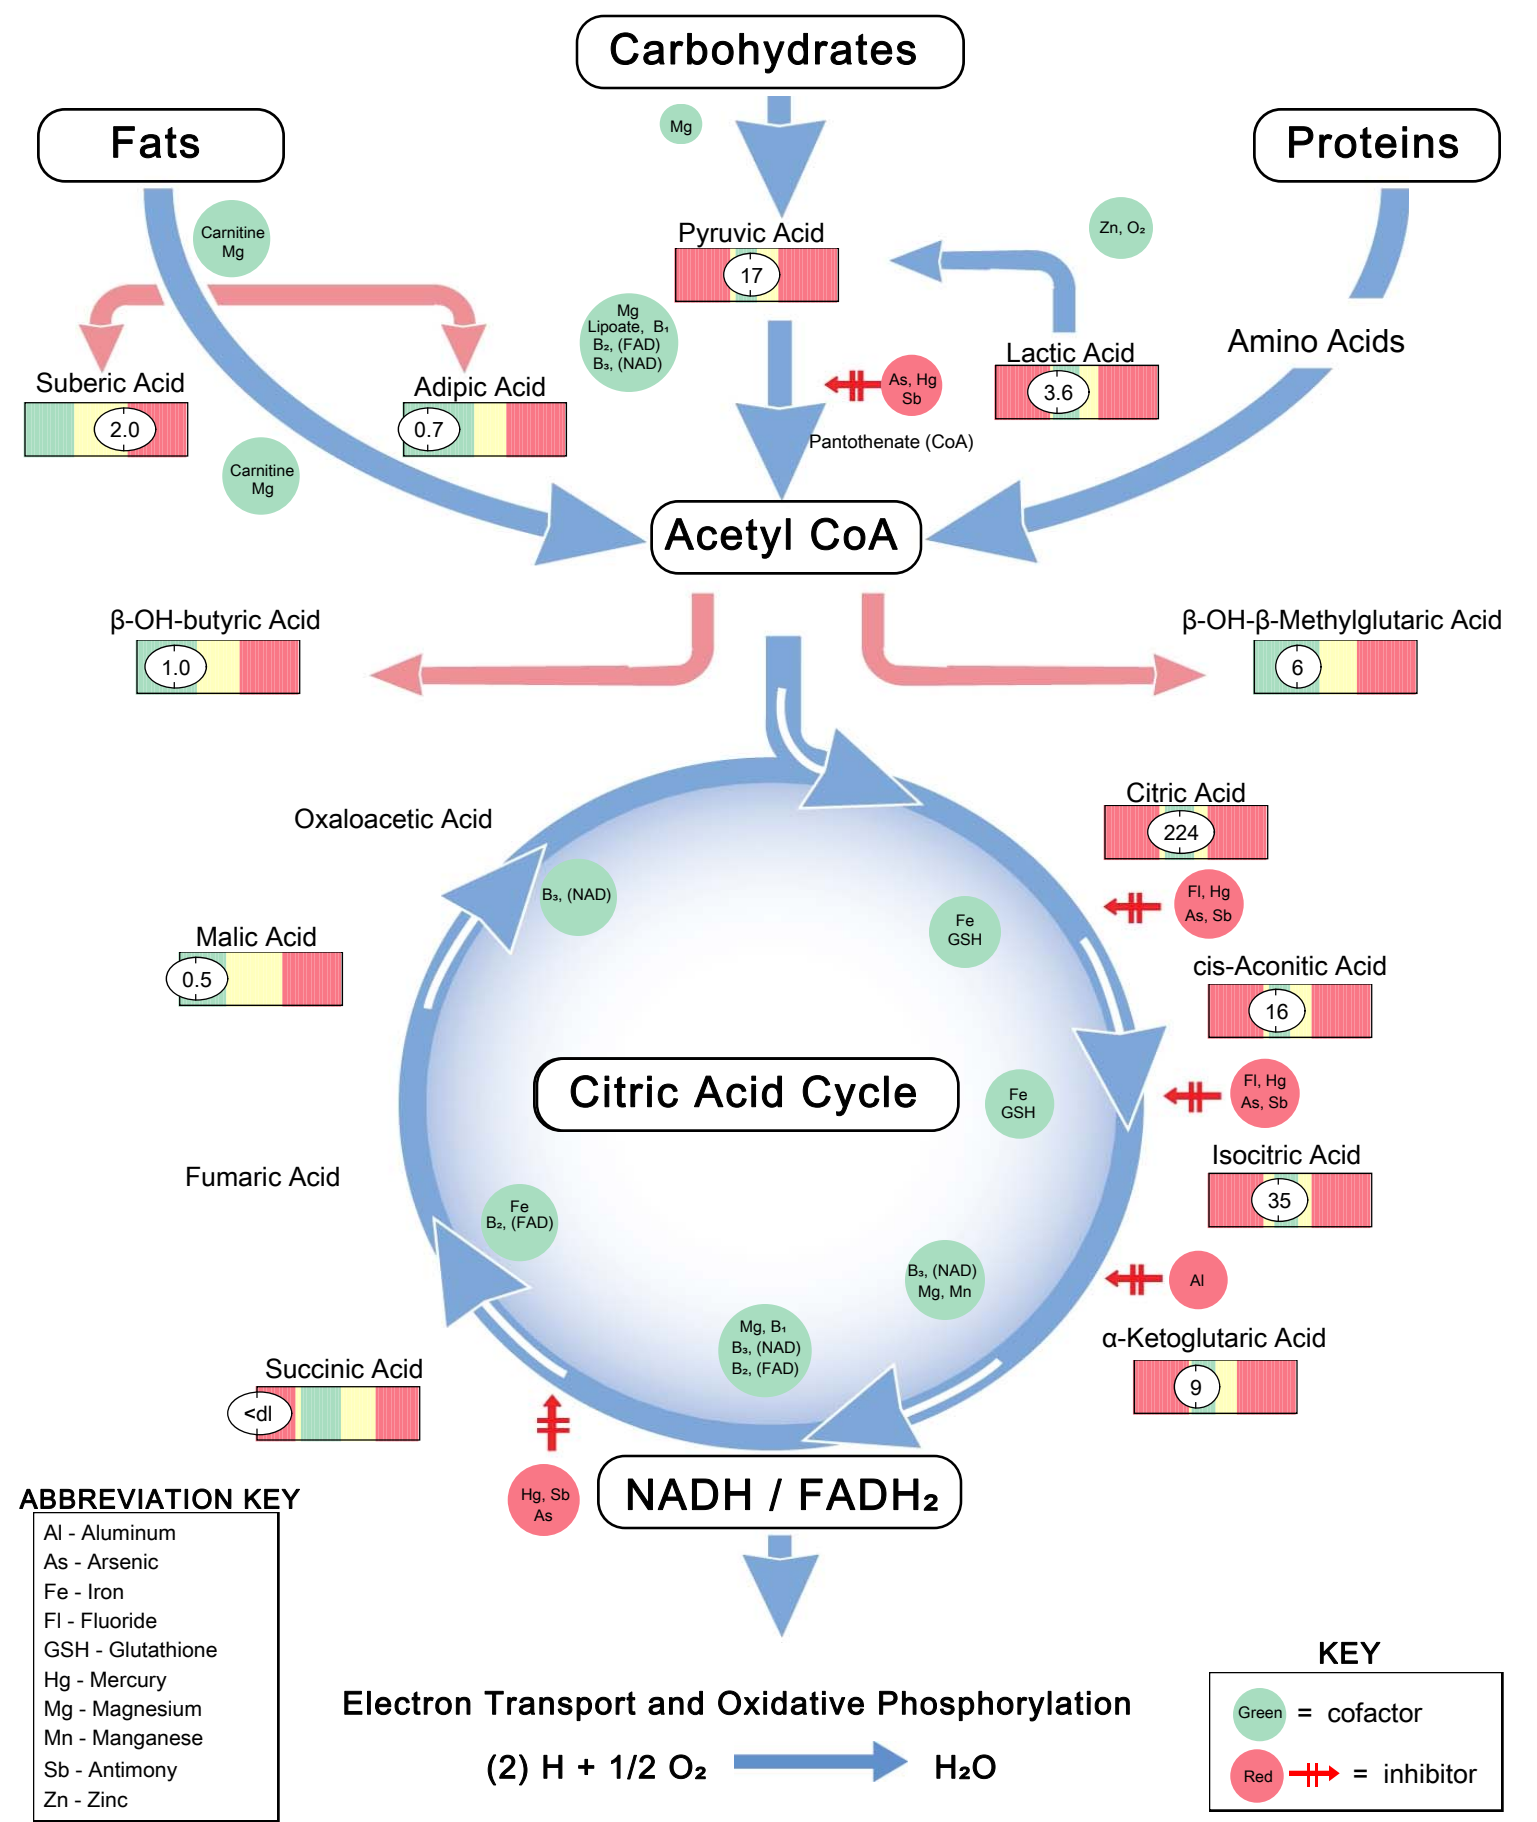 Carbohydrates
Fats
Proteins
Mg
Carnitine
Mg
Zn, O₂
Pyruvic Acid
17
Mg
Lipoate, B₁
B₂, (FAD)
B₃, (NAD)
As, Hg
Sb
Lactic Acid
3.6
Amino Acids
Suberic Acid
2.0
Adipic Acid
0.7
Pantothenate (CoA)
Carnitine
Mg
Acetyl CoA
β-OH-butyric Acid
1.0
β-OH-β-Methylglutaric Acid
6
Oxaloacetic Acid
Citric Acid
224
B₃, (NAD)
Fe
GSH
Fl, Hg
As, Sb
Malic Acid
0.5
cis-Aconitic Acid
16
Citric Acid Cycle
Fe
GSH
Fl, Hg
As, Sb
Fumaric Acid
Isocitric Acid
35
Fe
B₂, (FAD)
B₃, (NAD)
Mg, Mn
Al
Mg, B₁
B₃, (NAD)
B₂, (FAD)
α-Ketoglutaric Acid
9
Succinic Acid
<dl
Hg, Sb
As
NADH / FADH₂
ABBREVIATION KEY
Al - Aluminum
As - Arsenic
Fe - Iron
Fl - Fluoride
GSH - Glutathione
Hg - Mercury
Mg - Magnesium
Mn - Manganese
Sb - Antimony
Zn - Zinc
Electron Transport and Oxidative Phosphorylation
(2) H + 1/2 O₂ H₂O
KEY
Green = cofactor
Red = inhibitor